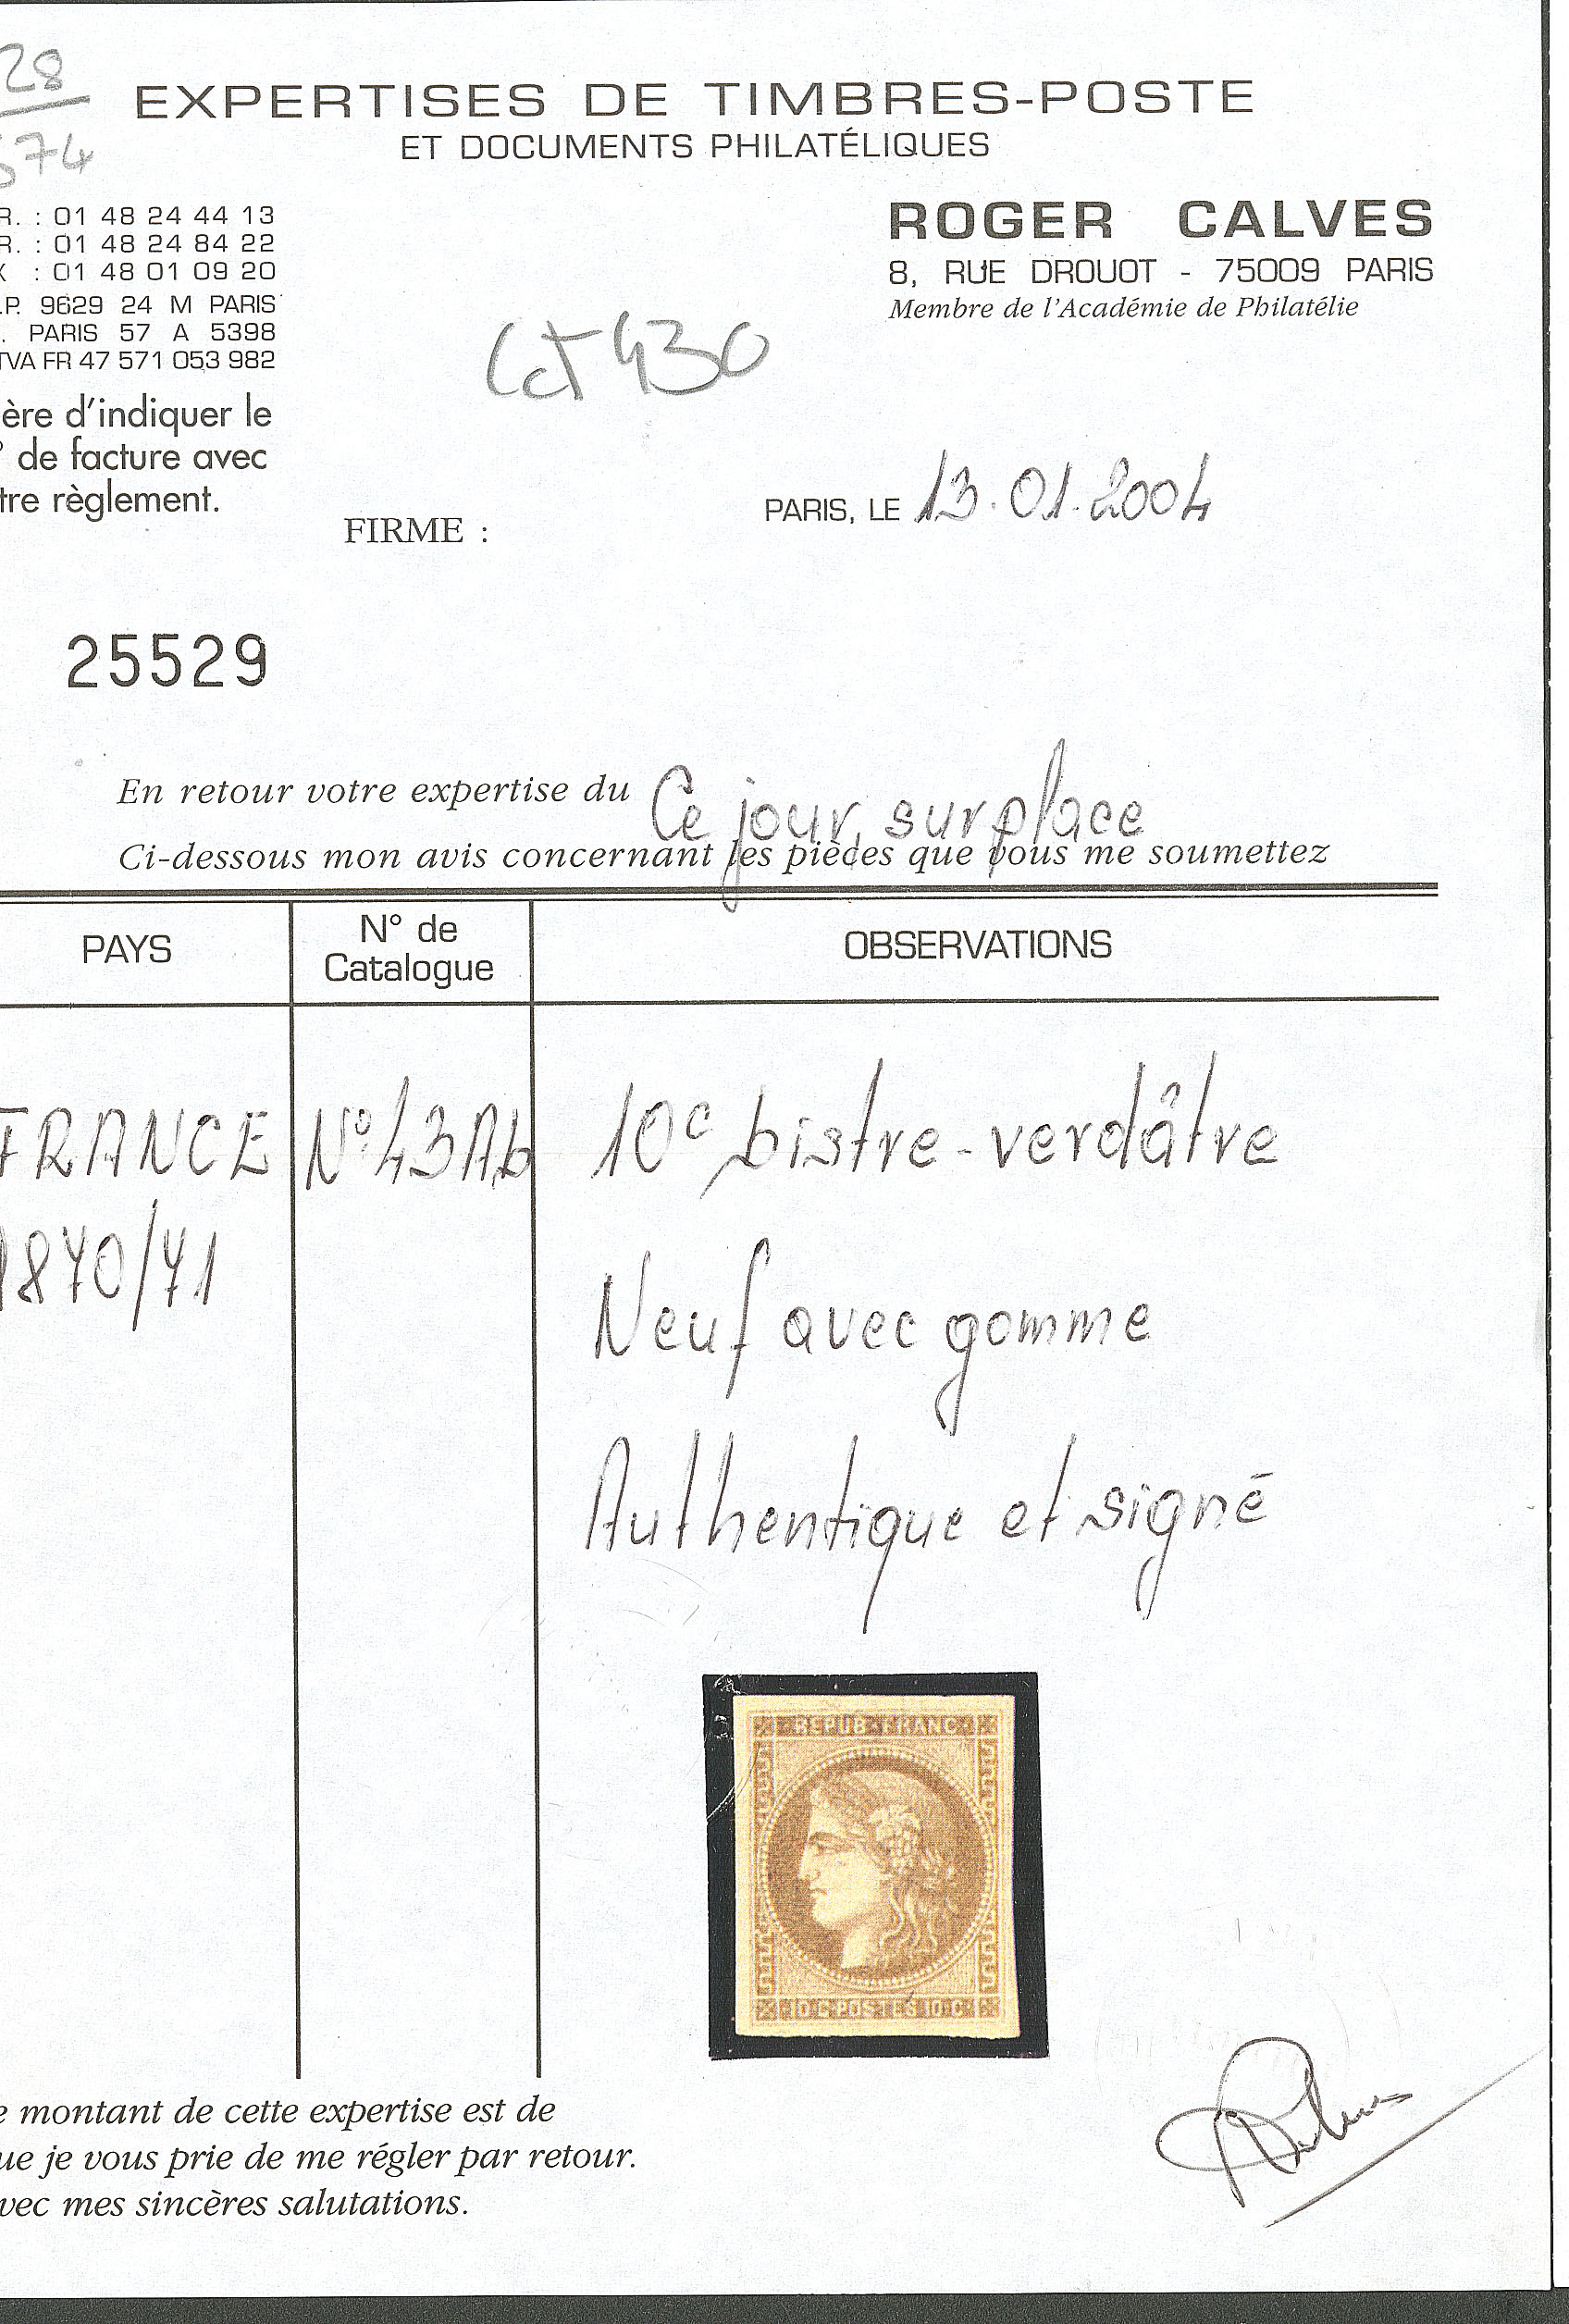 28
574
EXPERTISES DE TIMBRES-POSTE
ET DOCUMENTS PHILATÉLIQUES
R. : 01 48 24 44 13
R. : 01 48 24 84 22
X : 01 48 01 09 20
.P. 9629 24 M PARIS
. PARIS 57 A 5398
TVA FR 47 571 053 982
ROGER CALVES
8, RUE DROUOT - 75009 PARIS
Membre de l'Académie de Philatélie
Lot 430
ère d'indiquer le
° de facture avec
tre règlement.
PARIS, LE 13.01.2004
FIRME :
25529
En retour votre expertise du Ce jour, sur place
Ci-dessous mon avis concernant les pièces que vous me soumettez
PAYS
N° de
Catalogue
OBSERVATIONS
FRANCE N°43Ab 10c bistre-verdâtre
1870/71
Neuf avec gomme
Authentique et signé
REPUB·FRANC·
10·C·POSTES·10·C·
e montant de cette expertise est de
ue je vous prie de me régler par retour.
vec mes sincères salutations.